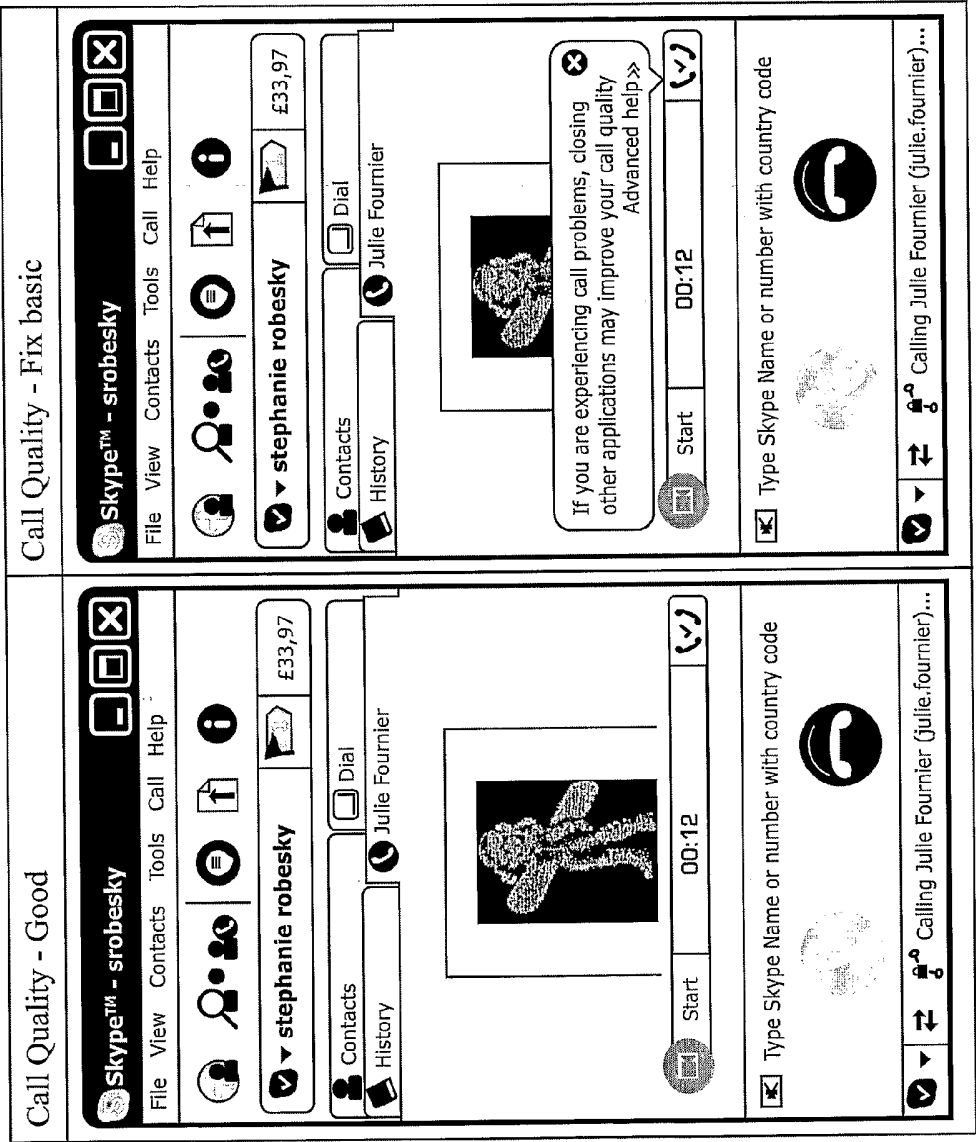 Call Quality - Good
Skype™ - srobesky
File View Contacts Tools Call Help
stephanie robesky £33,97
Contacts Dial
History Julie Fournier
Start 00:12
Type Skype Name or number with country code
Calling Julie Fournier (julie.fournier)...
Call Quality - Fix basic
Skype™ - srobesky
File View Contacts Tools Call Help
stephanie robesky £33,97
Contacts Dial
History Julie Fournier
If you are experiencing call problems, closing
other applications may improve your call quality
Advanced help>>
Start 00:12
Type Skype Name or number with country code
Calling Julie Fournier (julie.fournier)...